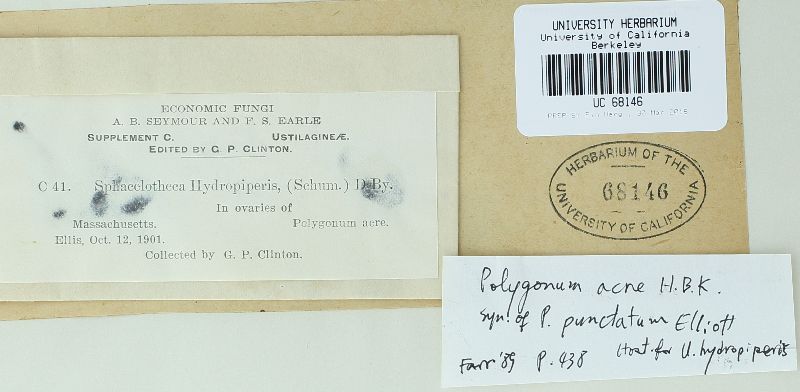 UNIVERSITY HERBARIUM
University of California
Berkeley
UC 68146
ECONOMIC FUNGI
A. B. SEYMOUR AND F. S. EARLE
SUPPLEMENT C. USTILAGINEÆ.
EDITED BY G. P. CLINTON.
C 41. Sphacelotheca Hydropiperis, (Schum.) D By.
In ovaries of
Massachusetts. Polygonum acre.
Ellis, Oct. 12, 1901.
Collected by G. P. Clinton.
HERBARIUM OF THE
68146
UNIVERSITY OF CALIFORNIA
Polygonum acre H.B.K.
syn. of P. punctatum Elliott
Farr '89 P. 438 Host for U. hydropiperis